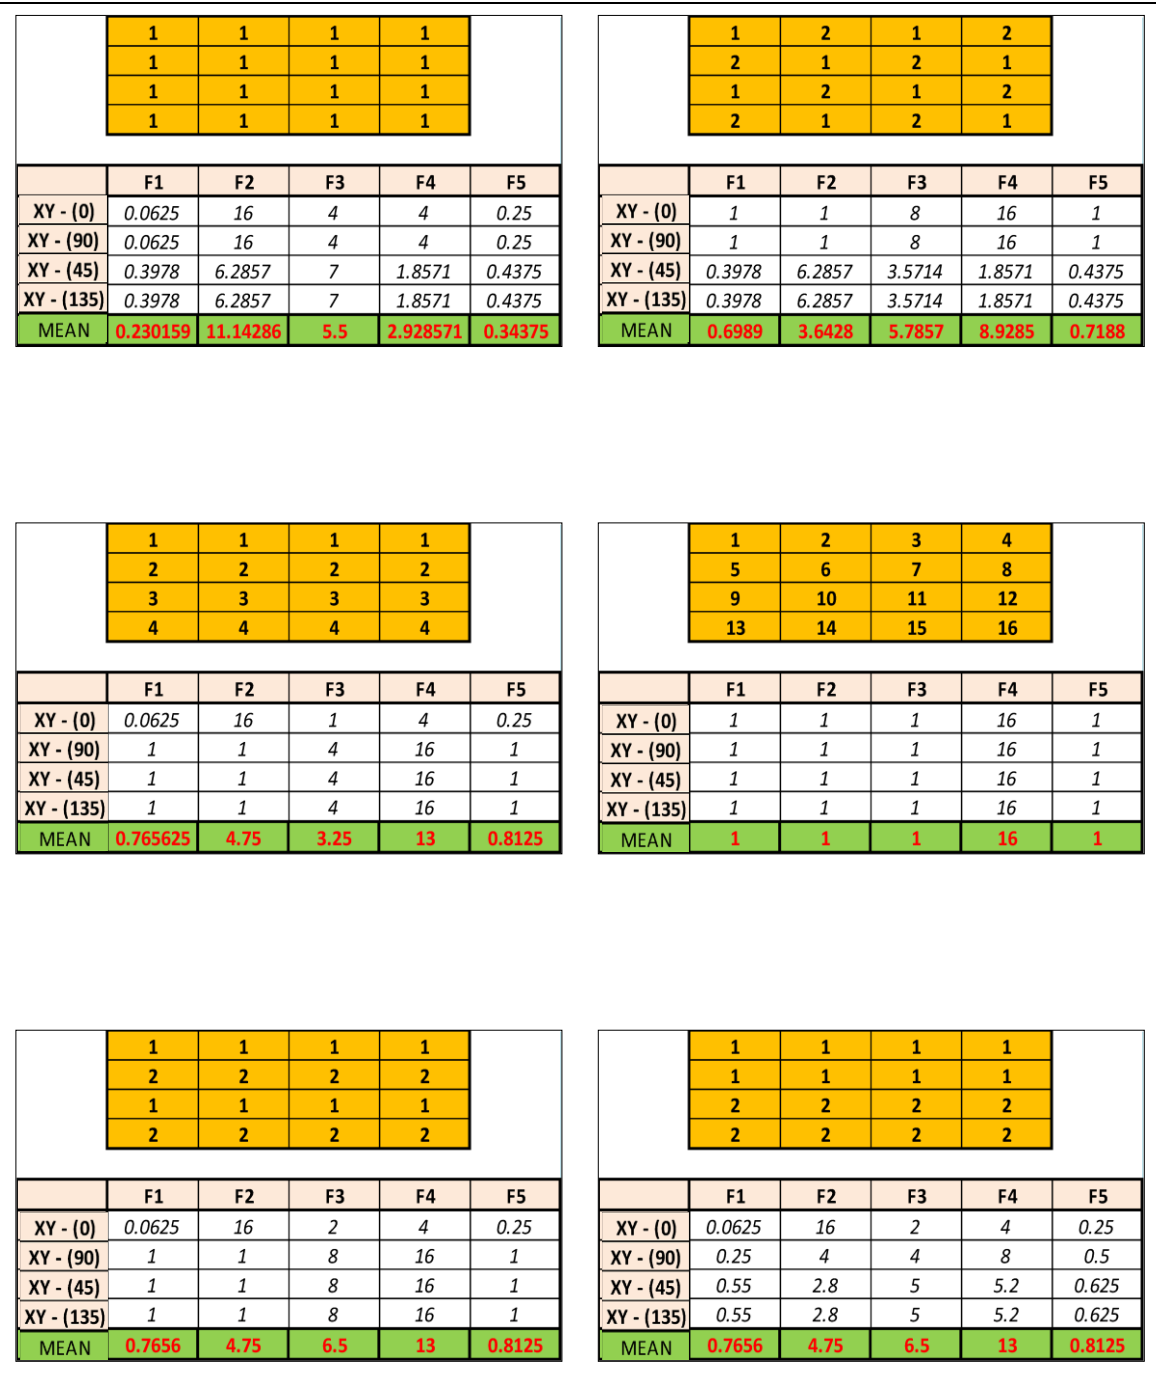 1 1 1 1
1 1 1 1
1 1 1 1
1 1 1 1
F1 F2 F3 F4 F5
XY - (0) 0.0625 16 4 4 0.25
XY - (90) 0.0625 16 4 4 0.25
XY - (45) 0.3978 6.2857 7 1.8571 0.4375
XY - (135) 0.3978 6.2857 7 1.8571 0.4375
MEAN 0.230159 11.14286 5.5 2.928571 0.34375
1 2 1 2
2 1 2 1
1 2 1 2
2 1 2 1
F1 F2 F3 F4 F5
XY - (0) 1 1 8 16 1
XY - (90) 1 1 8 16 1
XY - (45) 0.3978 6.2857 3.5714 1.8571 0.4375
XY - (135) 0.3978 6.2857 3.5714 1.8571 0.4375
MEAN 0.6989 3.6428 5.7857 8.9285 0.7188
1 1 1 1
2 2 2 2
3 3 3 3
4 4 4 4
F1 F2 F3 F4 F5
XY - (0) 0.0625 16 1 4 0.25
XY - (90) 1 1 4 16 1
XY - (45) 1 1 4 16 1
XY - (135) 1 1 4 16 1
MEAN 0.765625 4.75 3.25 13 0.8125
1 2 3 4
5 6 7 8
9 10 11 12
13 14 15 16
F1 F2 F3 F4 F5
XY - (0) 1 1 1 16 1
XY - (90) 1 1 1 16 1
XY - (45) 1 1 1 16 1
XY - (135) 1 1 1 16 1
MEAN 1 1 1 16 1
1 1 1 1
2 2 2 2
1 1 1 1
2 2 2 2
F1 F2 F3 F4 F5
XY - (0) 0.0625 16 2 4 0.25
XY - (90) 1 1 8 16 1
XY - (45) 1 1 8 16 1
XY - (135) 1 1 8 16 1
MEAN 0.7656 4.75 6.5 13 0.8125
1 1 1 1
1 1 1 1
2 2 2 2
2 2 2 2
F1 F2 F3 F4 F5
XY - (0) 0.0625 16 2 4 0.25
XY - (90) 0.25 4 4 8 0.5
XY - (45) 0.55 2.8 5 5.2 0.625
XY - (135) 0.55 2.8 5 5.2 0.625
MEAN 0.7656 4.75 6.5 13 0.8125